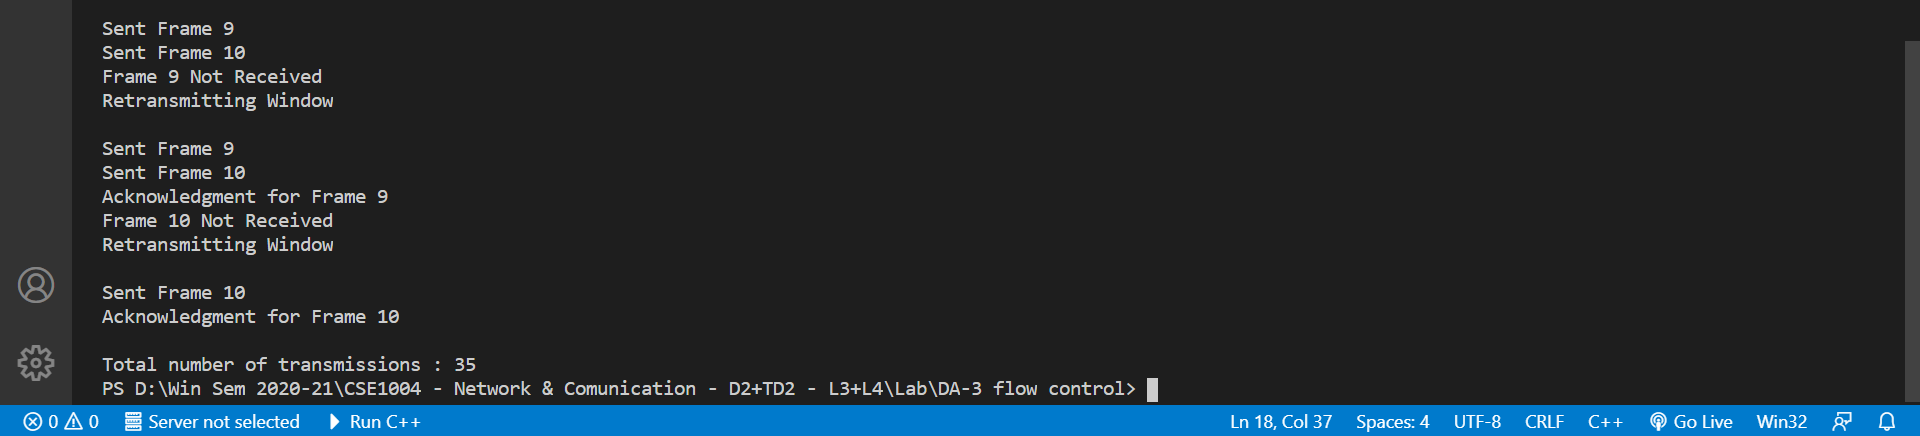 Sent Frame 9
Sent Frame 10
Frame 9 Not Received
Retransmitting Window
Sent Frame 9
Sent Frame 10
Acknowledgment for Frame 9
Frame 10 Not Received
Retransmitting Window
Sent Frame 10
Acknowledgment for Frame 10
Total number of transmissions : 35
PS D:\Win Sem 2020-21\CSE1004 - Network & Comunication - D2+TD2 - L3+L4\Lab\DA-3 flow control>
0 0 Server not selected Run C++ Ln 18, Col 37 Spaces: 4 UTF-8 CRLF C++ Go Live Win32